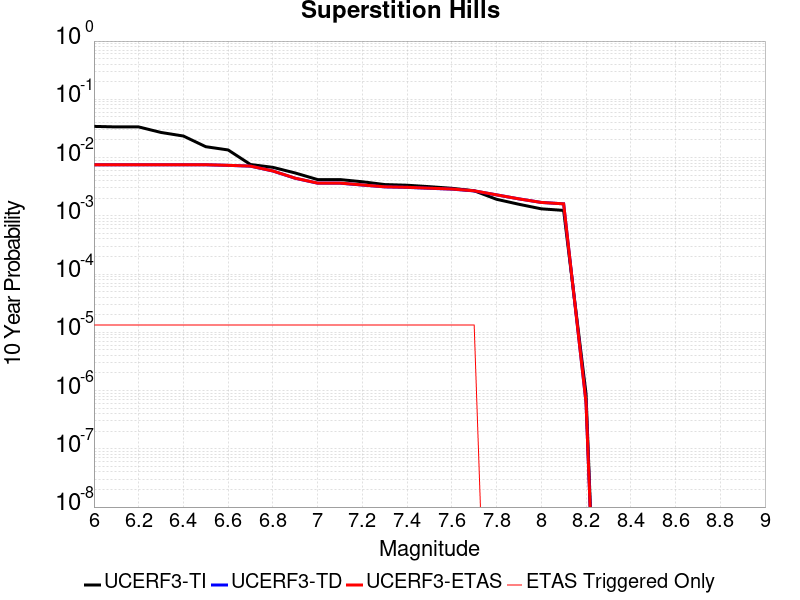 Superstition Hills
10^0
10^-1
10^-2
10^-3
10^-4
10^-5
10^-6
10^-7
10^-8
10 Year Probability
6 6.2 6.4 6.6 6.8 7 7.2 7.4 7.6 7.8 8 8.2 8.4 8.6 8.8 9
Magnitude
UCERF3-TI UCERF3-TD UCERF3-ETAS ETAS Triggered Only